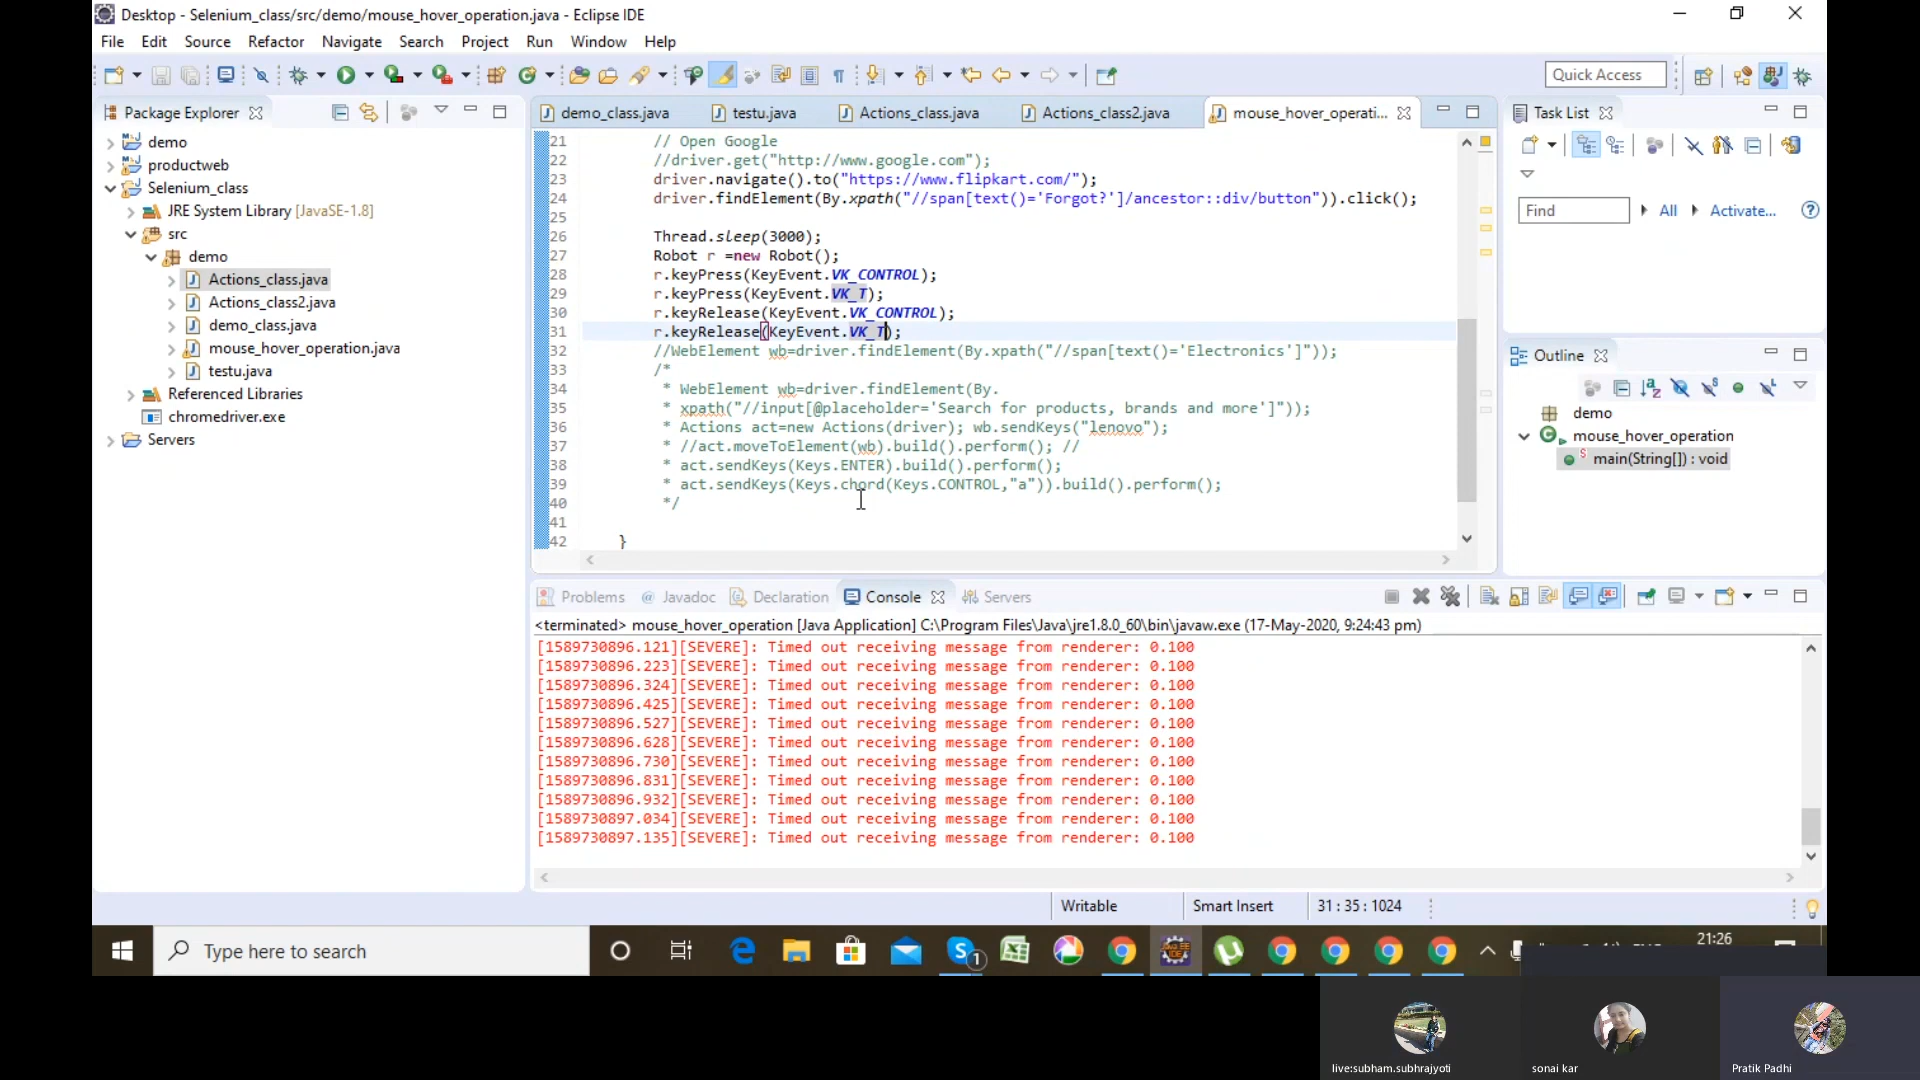 Desktop - Selenium_class/src/demo/mouse_hover_operation.java - Eclipse IDE
File Edit Source Refactor Navigate Search Project Run Window Help
Quick Access
Package Explorer
demo
productweb
Selenium_class
JRE System Library [JavaSE-1.8]
src
demo
Actions_class.java
Actions_class2.java
demo_class.java
mouse_hover_operation.java
testu.java
Referenced Libraries
chromedriver.exe
Servers
demo_class.java testu.java Actions_class.java Actions_class2.java mouse_hover_operati...
21 // Open Google
22 //driver.get("http://www.google.com");
23 driver.navigate().to("https://www.flipkart.com/");
24 driver.findElement(By.xpath("//span[text()='Forgot?']/ancestor::div/button")).click();
25
26 Thread.sleep(3000);
27 Robot r =new Robot();
28 r.keyPress(KeyEvent.VK_CONTROL);
29 r.keyPress(KeyEvent.VK_T);
30 r.keyRelease(KeyEvent.VK_CONTROL);
31 r.keyRelease(KeyEvent.VK_T);
32 //WebElement wb=driver.findElement(By.xpath("//span[text()='Electronics']"));
33 /*
34 * WebElement wb=driver.findElement(By.
35 * xpath("//input[@placeholder='Search for products, brands and more']"));
36 * Actions act=new Actions(driver); wb.sendKeys("lenovo");
37 * //act.moveToElement(wb).build().perform(); //
38 * act.sendKeys(Keys.ENTER).build().perform();
39 * act.sendKeys(Keys.chord(Keys.CONTROL,"a")).build().perform();
40 */
41
42 }
Task List
Find All Activate...
Outline
demo
mouse_hover_operation
main(String[]) : void
Problems @ Javadoc Declaration Console Servers
<terminated> mouse_hover_operation [Java Application] C:\Program Files\Java\jre1.8.0_60\bin\javaw.exe (17-May-2020, 9:24:43 pm)
[1589730896.121][SEVERE]: Timed out receiving message from renderer: 0.100
[1589730896.223][SEVERE]: Timed out receiving message from renderer: 0.100
[1589730896.324][SEVERE]: Timed out receiving message from renderer: 0.100
[1589730896.425][SEVERE]: Timed out receiving message from renderer: 0.100
[1589730896.527][SEVERE]: Timed out receiving message from renderer: 0.100
[1589730896.628][SEVERE]: Timed out receiving message from renderer: 0.100
[1589730896.730][SEVERE]: Timed out receiving message from renderer: 0.100
[1589730896.831][SEVERE]: Timed out receiving message from renderer: 0.100
[1589730896.932][SEVERE]: Timed out receiving message from renderer: 0.100
[1589730897.034][SEVERE]: Timed out receiving message from renderer: 0.100
[1589730897.135][SEVERE]: Timed out receiving message from renderer: 0.100
Writable Smart Insert 31 : 35 : 1024
Type here to search
21:26
live:subham.subhrajyoti sonai kar Pratik Padhi